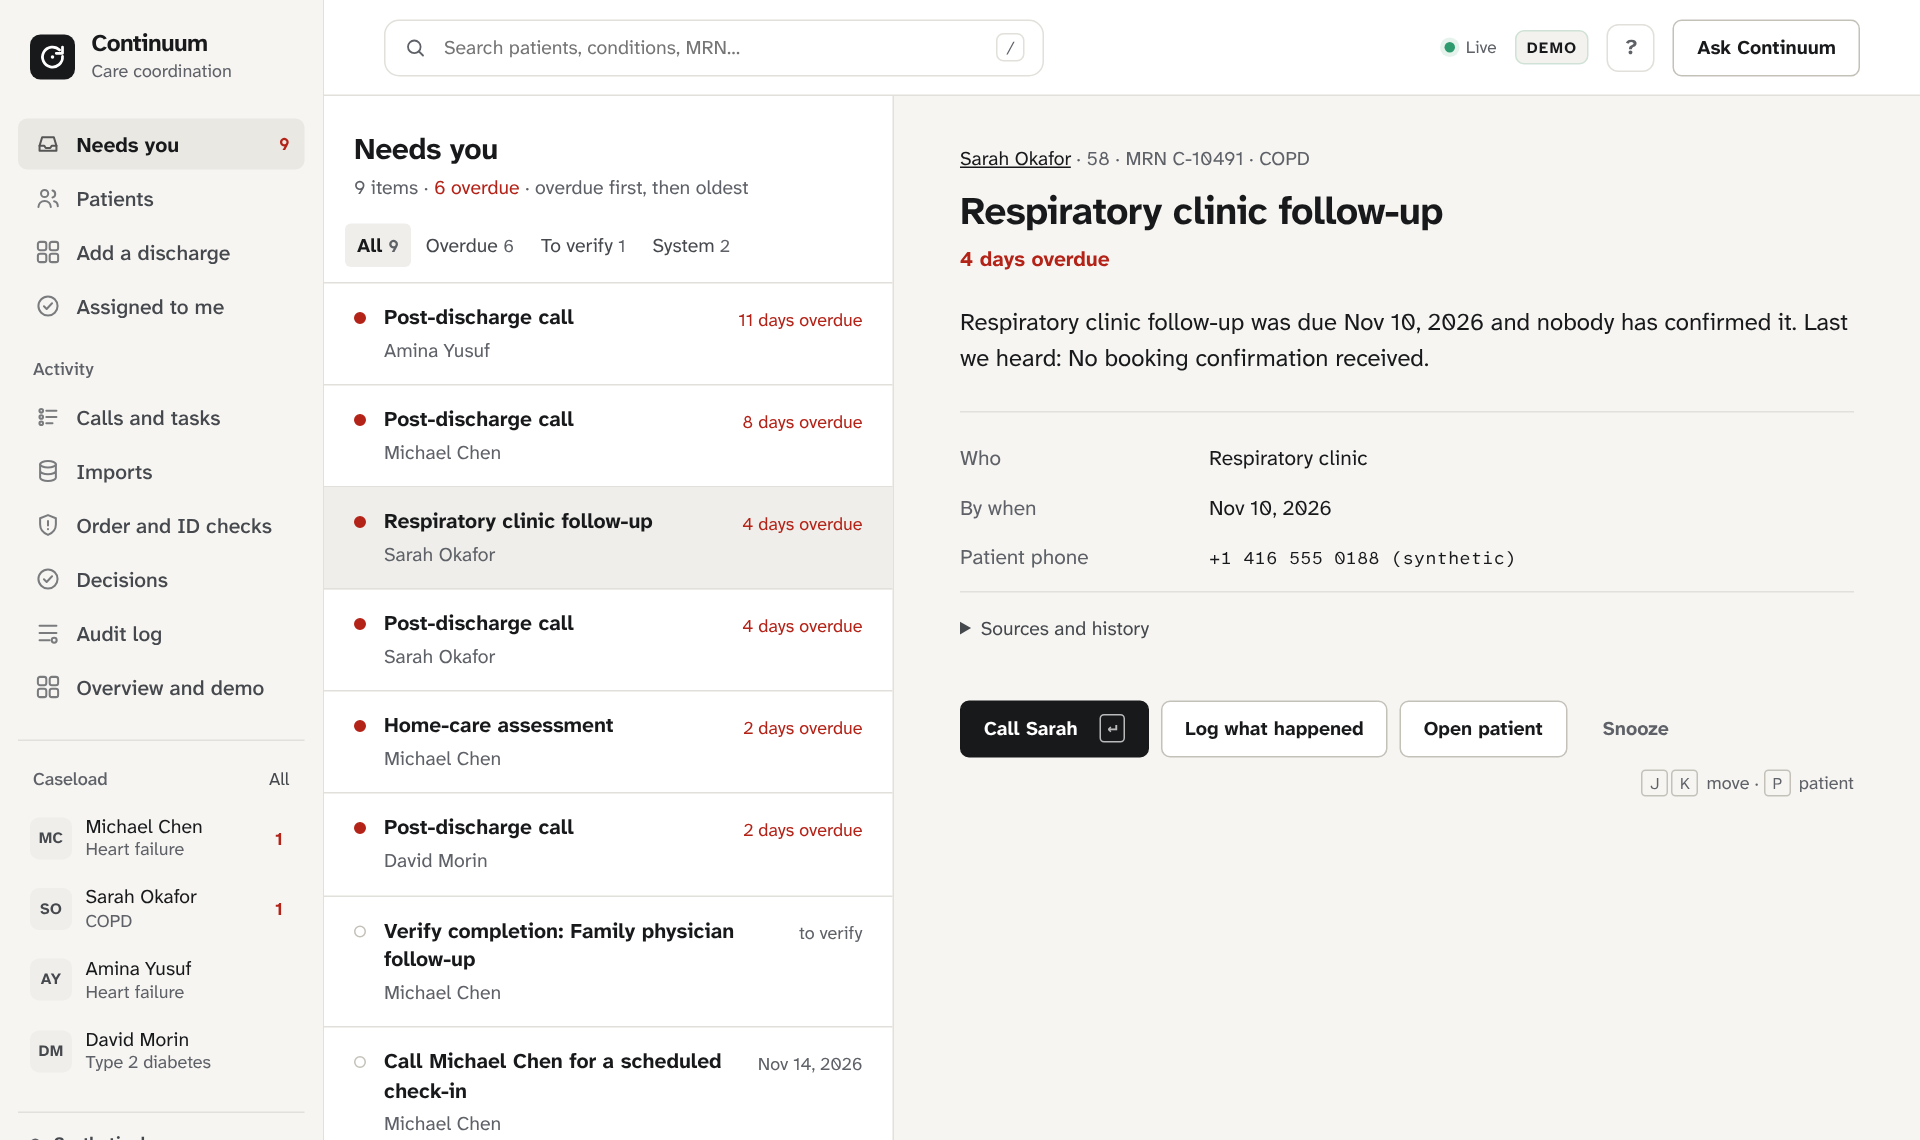 Continuum
Care coordination
Needs you 9
Patients
Add a discharge
Assigned to me
Activity
Calls and tasks
Imports
Order and ID checks
Decisions
Audit log
Overview and demo
Caseload All
MC Michael Chen 1
Heart failure
SO Sarah Okafor 1
COPD
AY Amina Yusuf
Heart failure
DM David Morin
Type 2 diabetes
Search patients, conditions, MRN... /
Live DEMO ? Ask Continuum
Needs you
9 items · 6 overdue · overdue first, then oldest
All 9 Overdue 6 To verify 1 System 2
Post-discharge call 11 days overdue
Amina Yusuf
Post-discharge call 8 days overdue
Michael Chen
Respiratory clinic follow-up 4 days overdue
Sarah Okafor
Post-discharge call 4 days overdue
Sarah Okafor
Home-care assessment 2 days overdue
Michael Chen
Post-discharge call 2 days overdue
David Morin
Verify completion: Family physician to verify
follow-up
Michael Chen
Call Michael Chen for a scheduled Nov 14, 2026
check-in
Michael Chen
Sarah Okafor · 58 · MRN C-10491 · COPD
Respiratory clinic follow-up
4 days overdue
Respiratory clinic follow-up was due Nov 10, 2026 and nobody has confirmed it. Last
we heard: No booking confirmation received.
Who Respiratory clinic
By when Nov 10, 2026
Patient phone +1 416 555 0188 (synthetic)
Sources and history
Call Sarah ↵ Log what happened Open patient Snooze
J K move · P patient